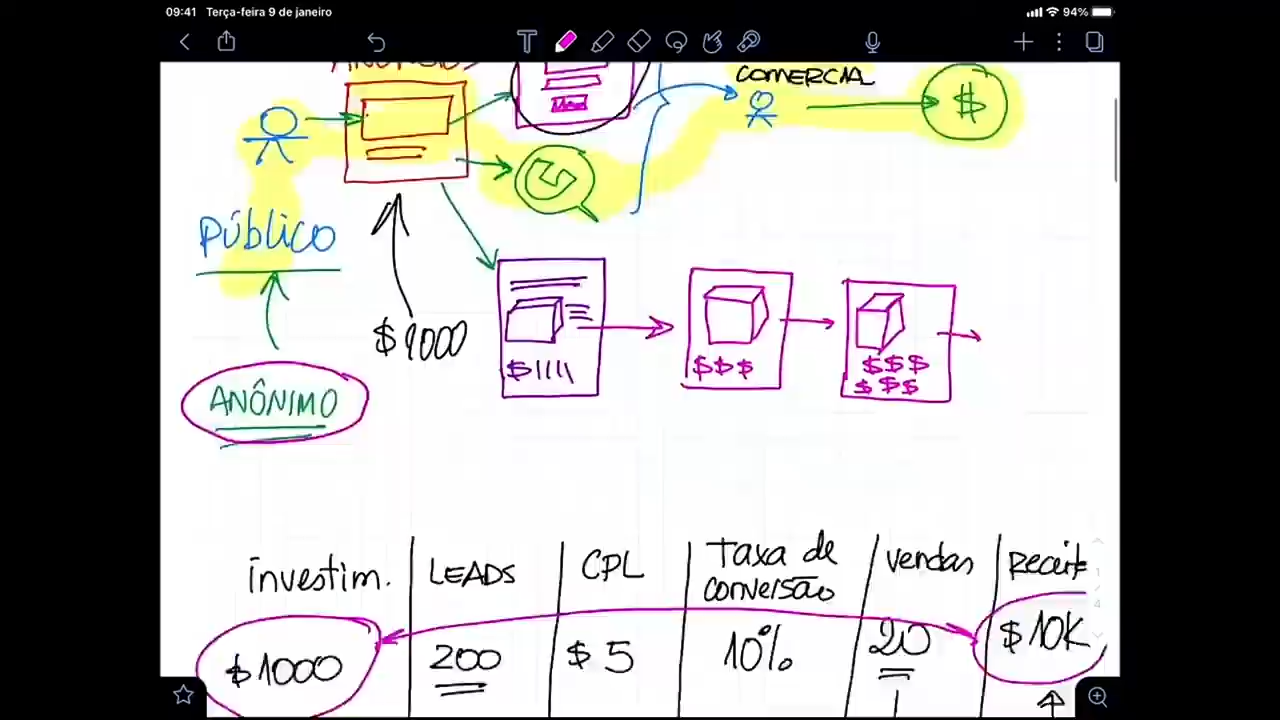 09:41 Terça-feira 9 de janeiro 94%
COMERCIAL
$
Público
$1000
$
$$$
$$$
$$$
ANÔNIMO
investim. LEADS CPL Taxa de conversão vendas Receit
$1000 200 $5 10% 20 $10K